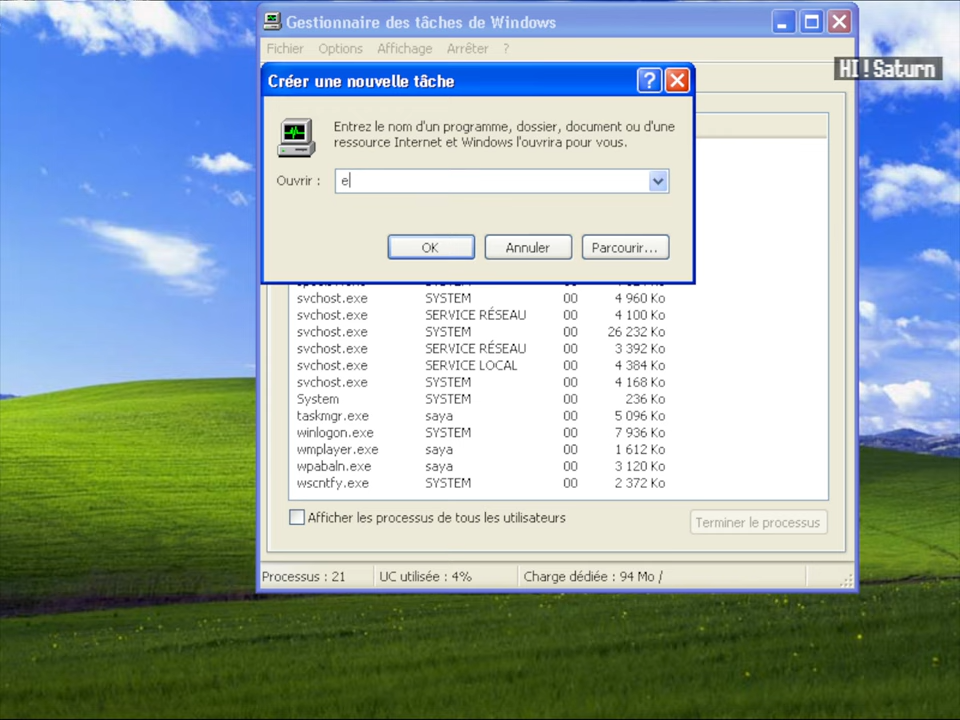 Gestionnaire des tâches de Windows
Fichier Options Affichage Arrêter ?
HI!Saturn
Créer une nouvelle tâche
Entrez le nom d'un programme, dossier, document ou d'une
ressource Internet et Windows l'ouvrira pour vous.
Ouvrir : e
OK Annuler Parcourir...
svchost.exe SYSTEM 00 4 960 Ko
svchost.exe SERVICE RÉSEAU 00 4 100 Ko
svchost.exe SYSTEM 00 26 232 Ko
svchost.exe SERVICE RÉSEAU 00 3 392 Ko
svchost.exe SERVICE LOCAL 00 4 384 Ko
svchost.exe SYSTEM 00 4 168 Ko
System SYSTEM 00 236 Ko
taskmgr.exe saya 00 5 096 Ko
winlogon.exe SYSTEM 00 7 936 Ko
wmplayer.exe saya 00 1 612 Ko
wpabaln.exe saya 00 3 120 Ko
wscntfy.exe SYSTEM 00 2 372 Ko
Afficher les processus de tous les utilisateurs
Terminer le processus
Processus : 21 UC utilisée : 4% Charge dédiée : 94 Mo /